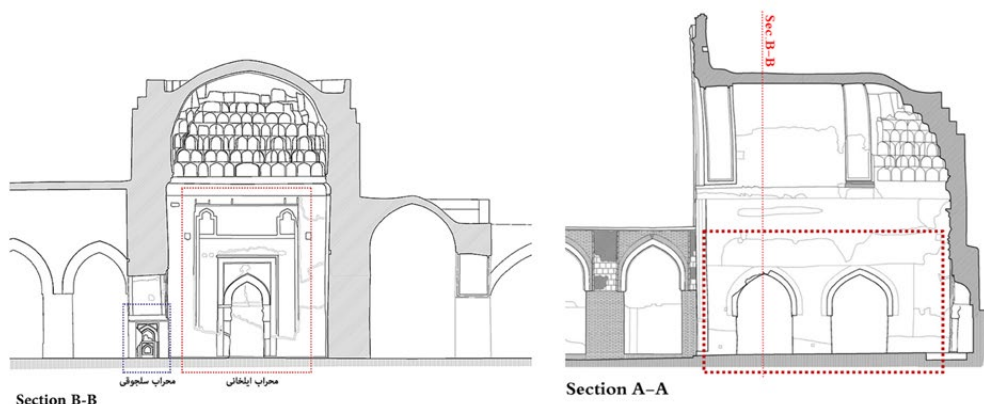 Sec B-B
محراب سلجوقی
محراب ایلخانی
Section B-B
Section A-A